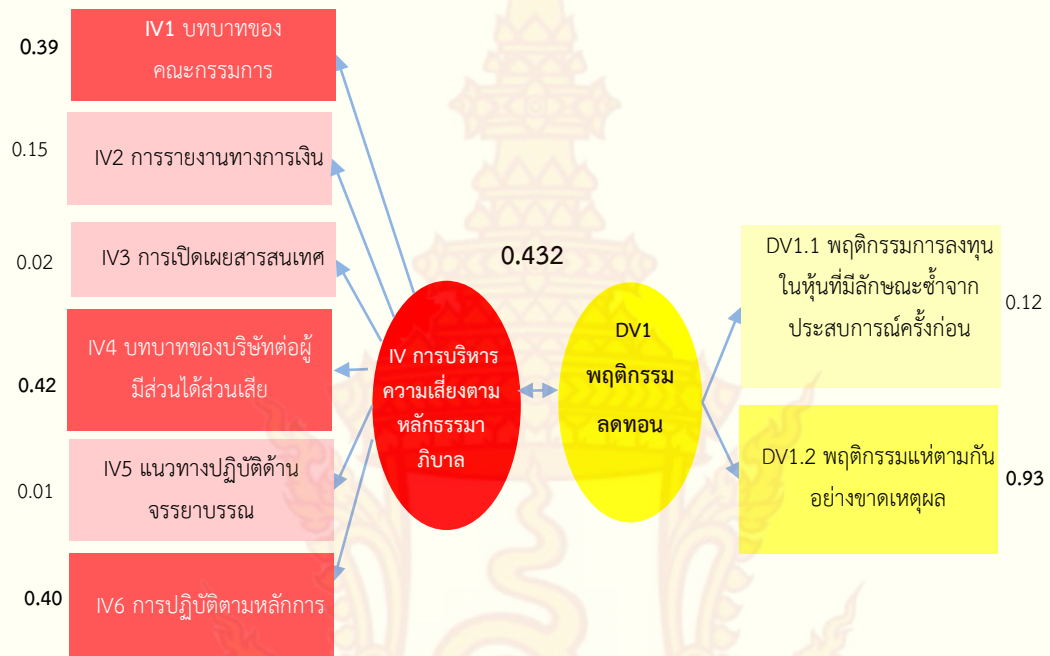 0.39
IV1 บทบาทของ
คณะกรรมการ
0.15
IV2 การรายงานทางการเงิน
0.02
IV3 การเปิดเผยสารสนเทศ
0.42
IV4 บทบาทของบริษัทต่อผู้
มีส่วนได้ส่วนเสีย
0.01
IV5 แนวทางปฏิบัติด้าน
จรรยาบรรณ
0.40
IV6 การปฏิบัติตามหลักการ
IV การบริหาร
ความเสี่ยงตาม
หลักธรรมา
ภิบาล
0.432
DV1
พฤติกรรม
ลดทอน
DV1.1 พฤติกรรมการลงทุน
ในหุ้นที่มีลักษณะซ้ำจาก
ประสบการณ์ครั้งก่อน
0.12
DV1.2 พฤติกรรมแห่ตามกัน
อย่างขาดเหตุผล
0.93